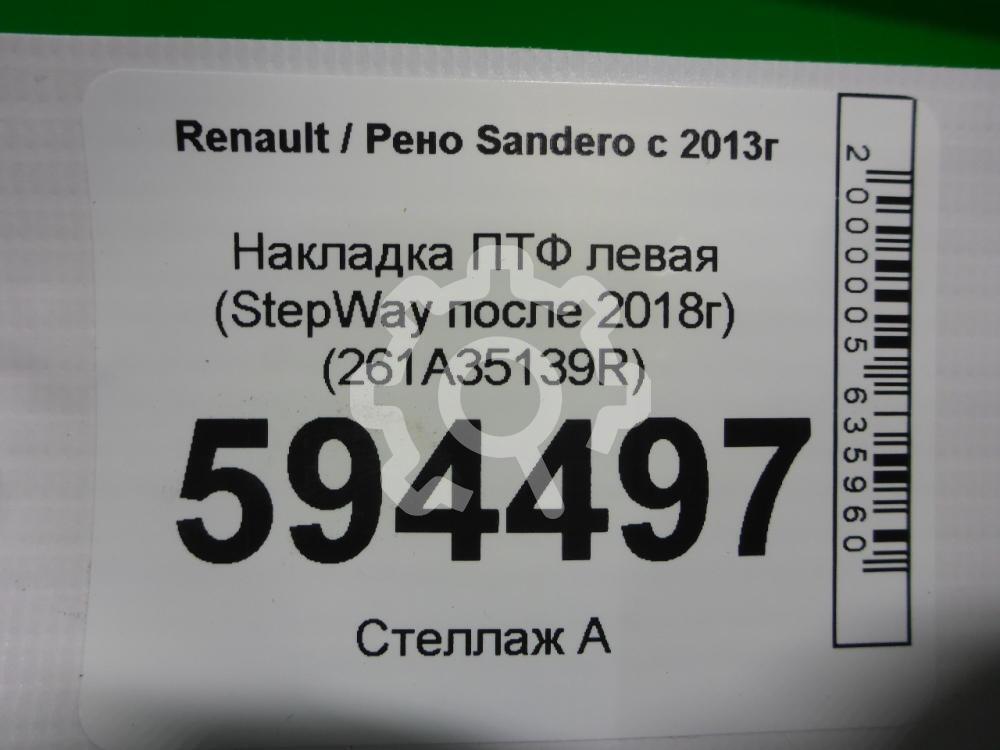 Renault / Рено Sandero с 2013г
Накладка ПТФ левая
(StepWay после 2018г)
(261A35139R)
594497
Стеллаж А
2000005635960